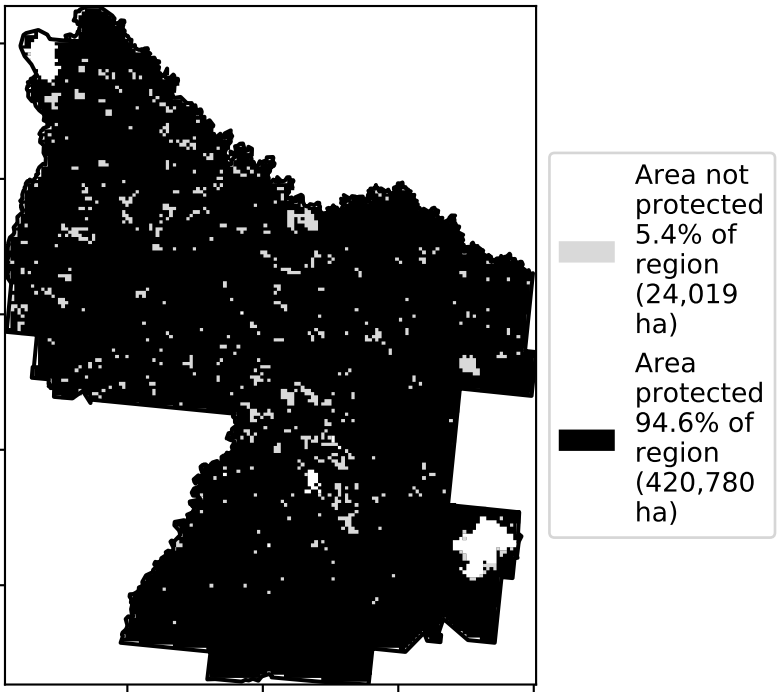 Area not
protected
5.4% of
region
(24,019
ha)
Area
protected
94.6% of
region
(420,780
ha)